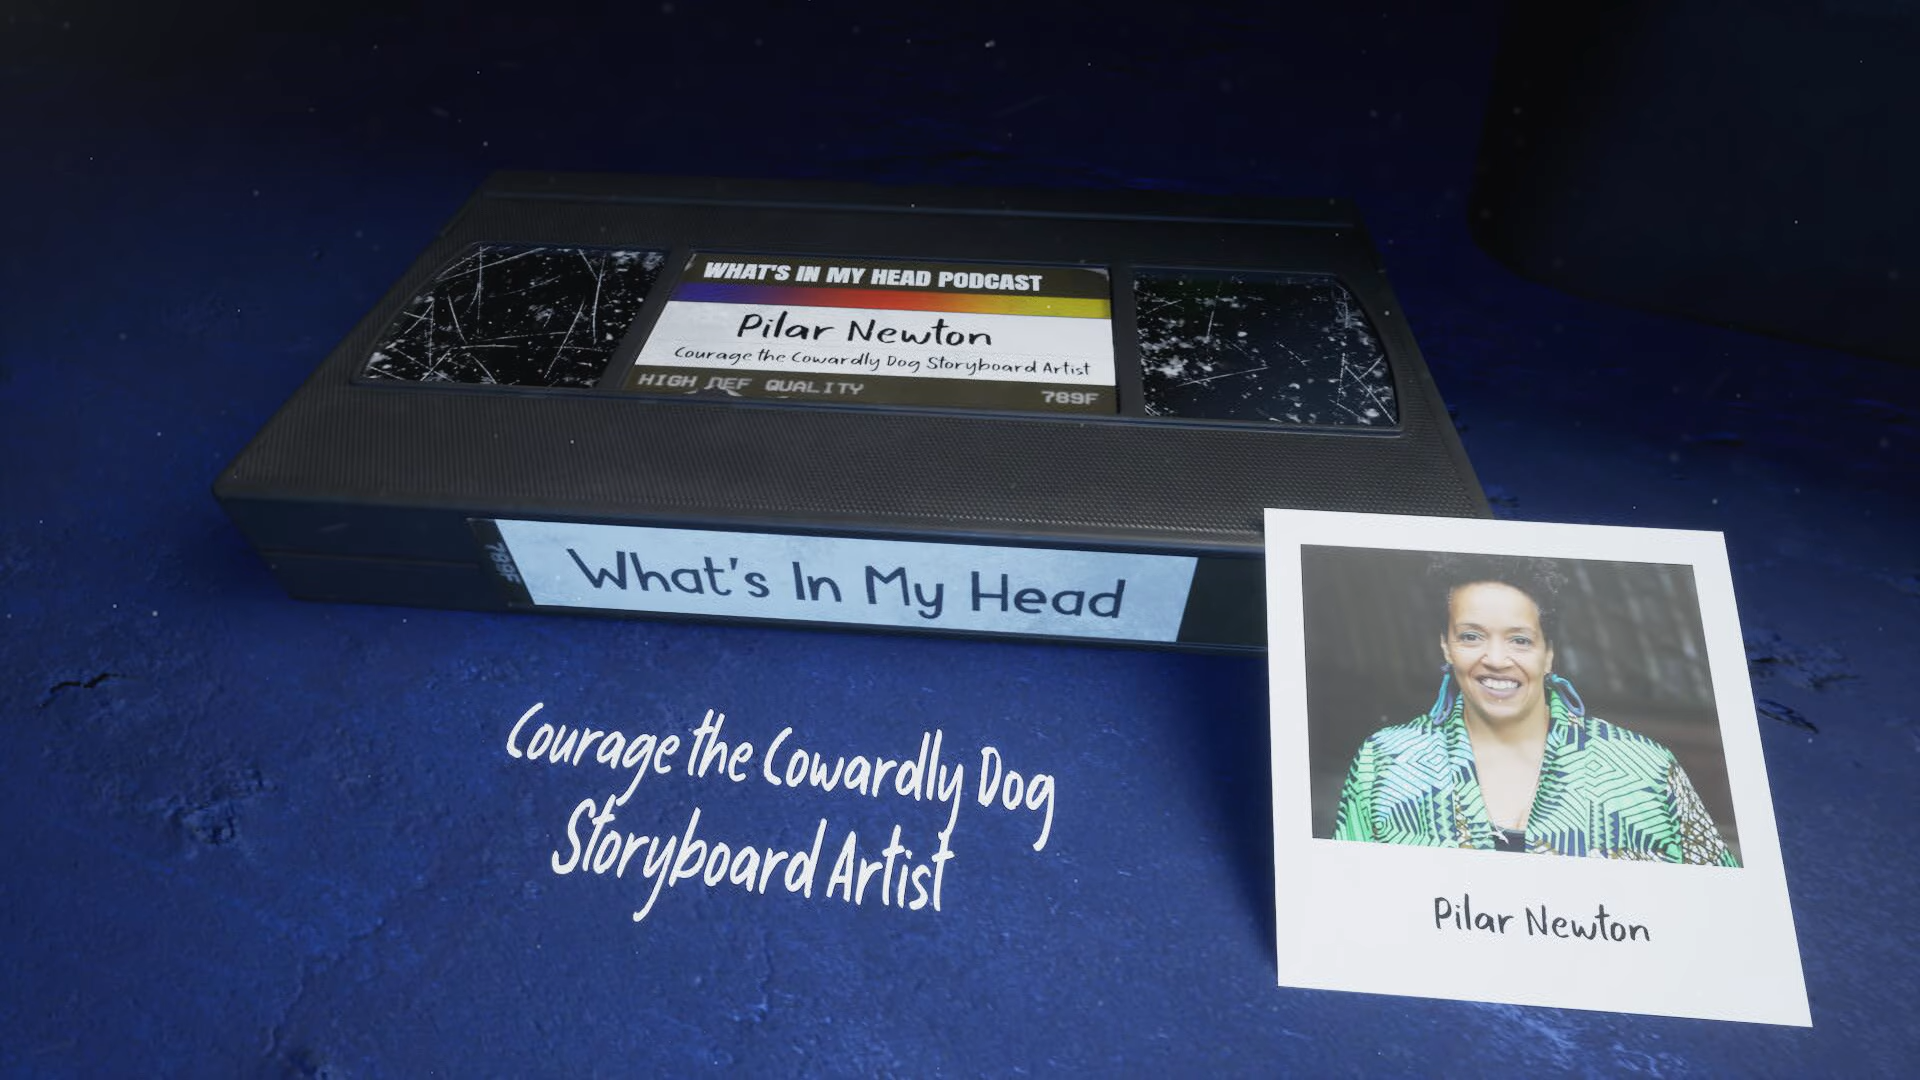 WHAT'S IN MY HEAD PODCAST
Pilar Newton
Courage the Cowardly Dog Storyboard Artist
HIGH DEF QUALITY
789F
789F
What's In My Head
Courage the Cowardly Dog
Storyboard Artist
Pilar Newton